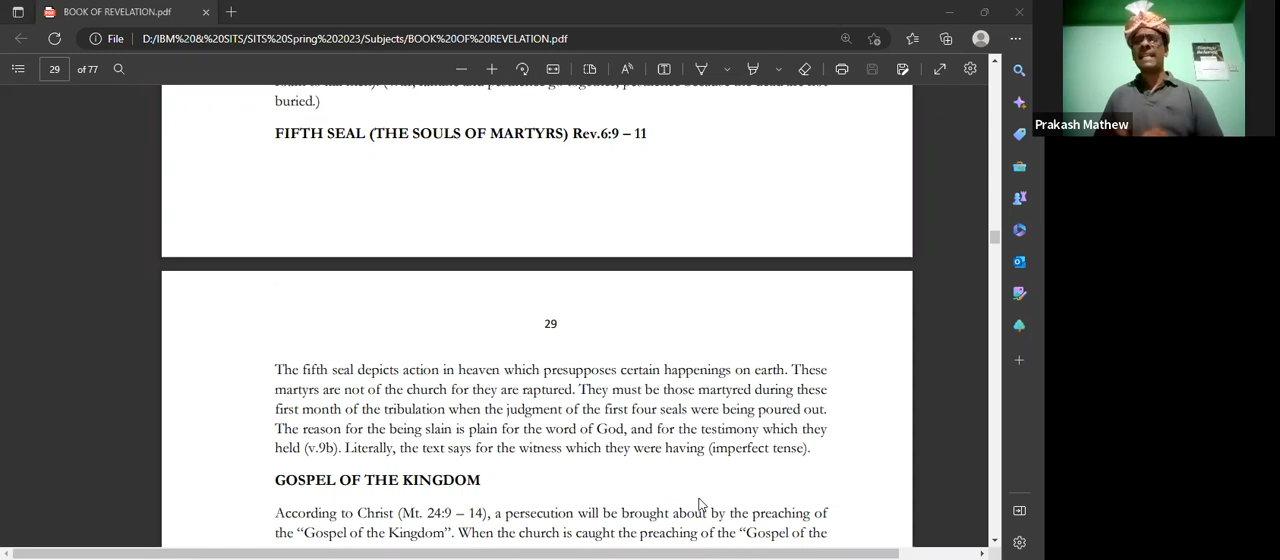 BOOK OF REVELATION.pdf
File
D:/IBM%20&%20SITS/SITS%20Spring%202023/Subjects/BOOK%20OF%20REVELATION.pdf
29 of 77
buried.)
FIFTH SEAL (THE SOULS OF MARTYRS) Rev.6:9 – 11
Prakash Mathew
29
The fifth seal depicts action in heaven which presupposes certain happenings on earth. These
martyrs are not of the church for they are raptured. They must be those martyred during these
first month of the tribulation when the judgment of the first four seals were being poured out.
The reason for the being slain is plain for the word of God, and for the testimony which they
held (v.9b). Literally, the text says for the witness which they were having (imperfect tense).
GOSPEL OF THE KINGDOM
According to Christ (Mt. 24:9 – 14), a persecution will be brought about by the preaching of
the “Gospel of the Kingdom”. When the church is caught the preaching of the “Gospel of the